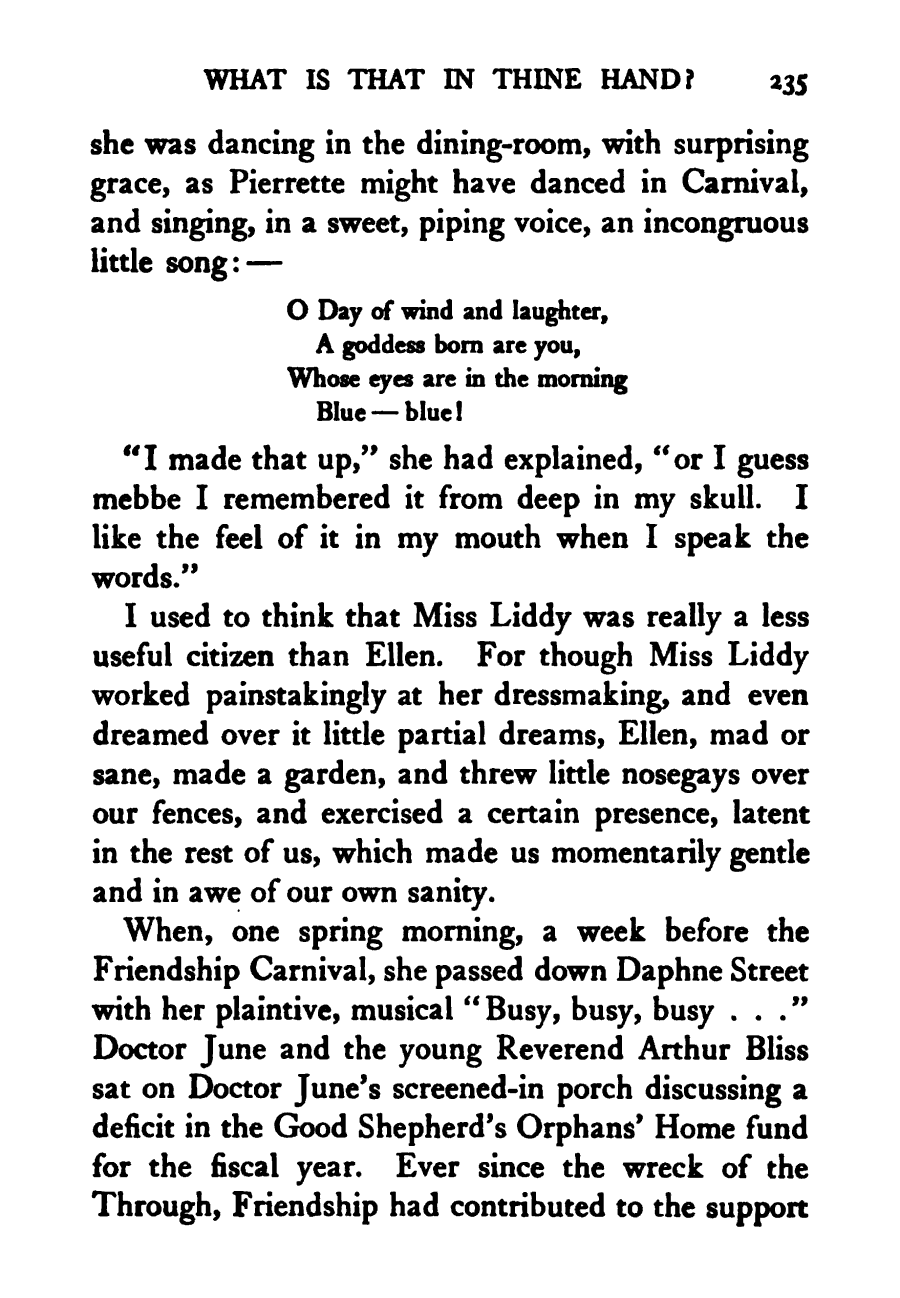 WHAT IS THAT IN THINE HAND? 235
she was dancing in the dining-room, with surprising
grace, as Pierrette might have danced in Carnival,
and singing, in a sweet, piping voice, an incongruous
little song: —
O Day of wind and laughter,
A goddess born are you,
Whose eyes are in the morning
Blue — blue!
“I made that up,” she had explained, “or I guess
mebbe I remembered it from deep in my skull. I
like the feel of it in my mouth when I speak the
words.”
I used to think that Miss Liddy was really a less
useful citizen than Ellen. For though Miss Liddy
worked painstakingly at her dressmaking, and even
dreamed over it little partial dreams, Ellen, mad or
sane, made a garden, and threw little nosegays over
our fences, and exercised a certain presence, latent
in the rest of us, which made us momentarily gentle
and in awe of our own sanity.
When, one spring morning, a week before the
Friendship Carnival, she passed down Daphne Street
with her plaintive, musical “Busy, busy, busy . . .”
Doctor June and the young Reverend Arthur Bliss
sat on Doctor June’s screened-in porch discussing a
deficit in the Good Shepherd’s Orphans’ Home fund
for the fiscal year. Ever since the wreck of the
Through, Friendship had contributed to the support